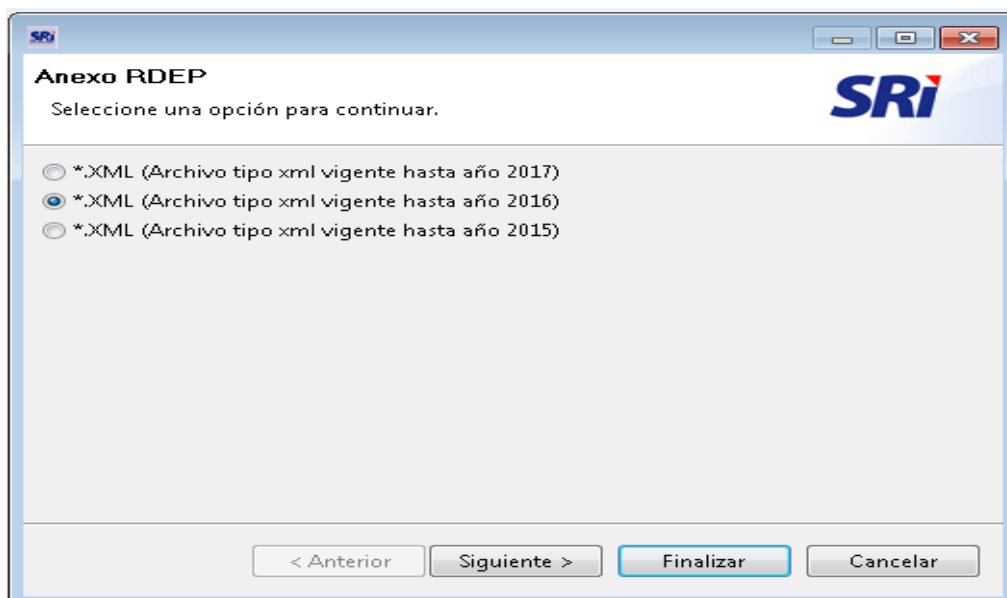 SRi
Anexo RDEP
Seleccione una opción para continuar.
SRi
*.XML (Archivo tipo xml vigente hasta año 2017)
*.XML (Archivo tipo xml vigente hasta año 2016)
*.XML (Archivo tipo xml vigente hasta año 2015)
< Anterior Siguiente > Finalizar Cancelar